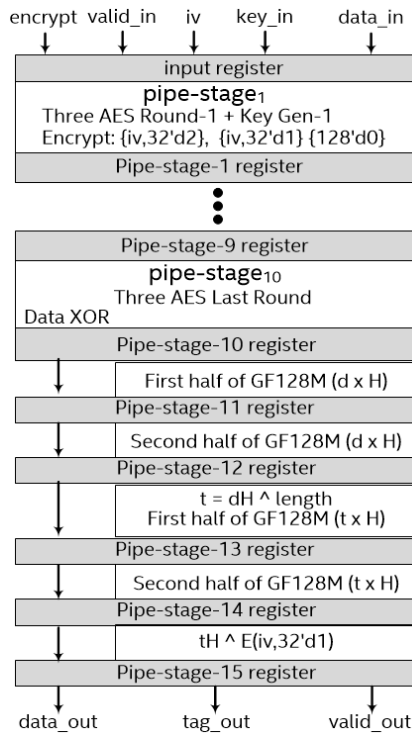 encrypt valid_in iv key_in data_in
input register
pipe-stage₁
Three AES Round-1 + Key Gen-1
Encrypt: {iv,32'd2}, {iv,32'd1} {128'd0}
Pipe-stage-1 register
Pipe-stage-9 register
pipe-stage₁₀
Three AES Last Round
Data XOR
Pipe-stage-10 register
First half of GF128M (d x H)
Pipe-stage-11 register
Second half of GF128M (d x H)
Pipe-stage-12 register
t = dH ^ length
First half of GF128M (t x H)
Pipe-stage-13 register
Second half of GF128M (t x H)
Pipe-stage-14 register
tH ^ E(iv,32'd1)
Pipe-stage-15 register
data_out tag_out valid_out